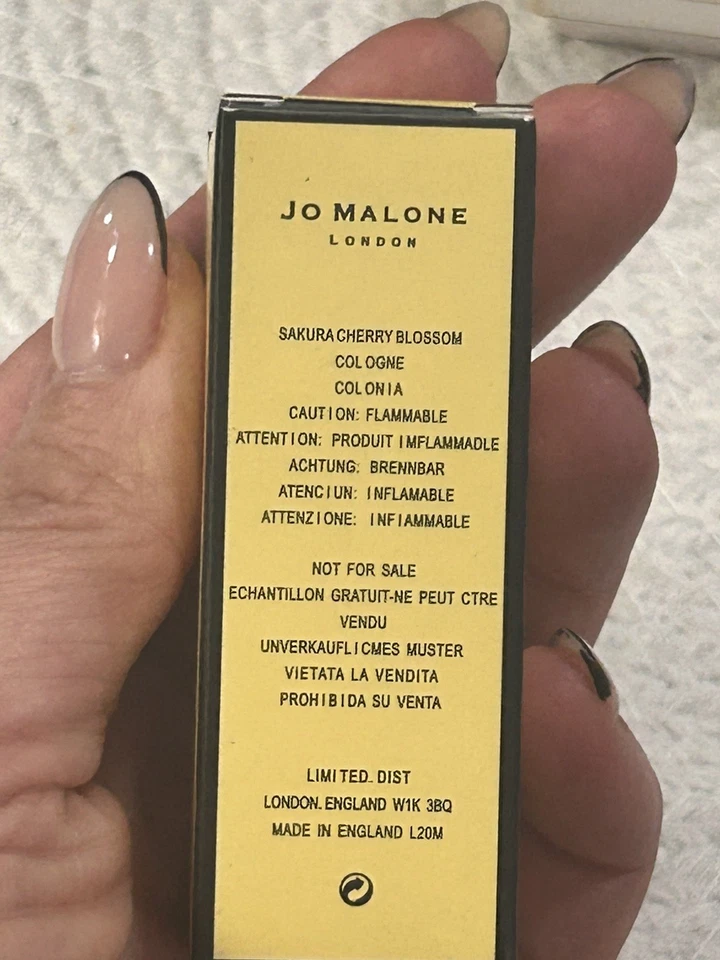 JO MALONE
LONDON
SAKURA CHERRY BLOSSOM
COLOGNE
COLONIA
CAUTION: FLAMMABLE
ATTENTION: PRODUIT IMFLAMMADLE
ACHTUNG: BRENNBAR
ATENCIUN: INFLAMABLE
ATTENZIONE: INFIAMMABLE
NOT FOR SALE
ECHANTILLON GRATUIT-NE PEUT CTRE
VENDU
UNVERKAUFLICMES MUSTER
VIETATA LA VENDITA
PROHIBIDA SU VENTA
LIMITED. DIST
LONDON. ENGLAND W1K 3BQ
MADE IN ENGLAND L20M